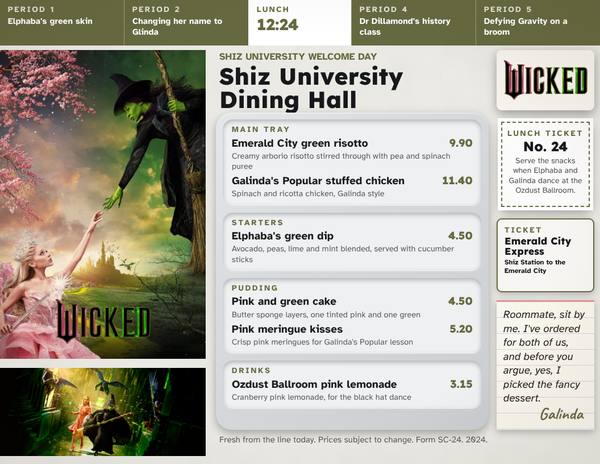 PERIOD 1
Elphaba's green skin
PERIOD 2
Changing her name to
Glinda
LUNCH
12:24
PERIOD 4
Dr Dillamond's history
class
PERIOD 5
Defying Gravity on a
broom
WICKED
SHIZ UNIVERSITY WELCOME DAY
Shiz University
Dining Hall
MAIN TRAY
Emerald City green risotto 9.90
Creamy arborio risotto stirred through with pea and spinach
puree
Galinda's Popular stuffed chicken 11.40
Spinach and ricotta chicken, Galinda style
STARTERS
Elphaba's green dip 4.50
Avocado, peas, lime and mint blended, served with cucumber
sticks
PUDDING
Pink and green cake 4.50
Butter sponge layers, one tinted pink and one green
Pink meringue kisses 5.20
Crisp pink meringues for Galinda's Popular lesson
DRINKS
Ozdust Ballroom pink lemonade 3.15
Cranberry pink lemonade, for the black hat dance
Fresh from the line today. Prices subject to change. Form SC-24. 2024.
WICKED
LUNCH TICKET
No. 24
Serve the snacks
when Elphaba and
Galinda dance at the
Ozdust Ballroom.
TICKET
Emerald City
Express
Shiz Station to the
Emerald City
Roommate, sit by
me. I've ordered
for both of us,
and before you
argue, yes, I
picked the fancy
dessert.
Galinda